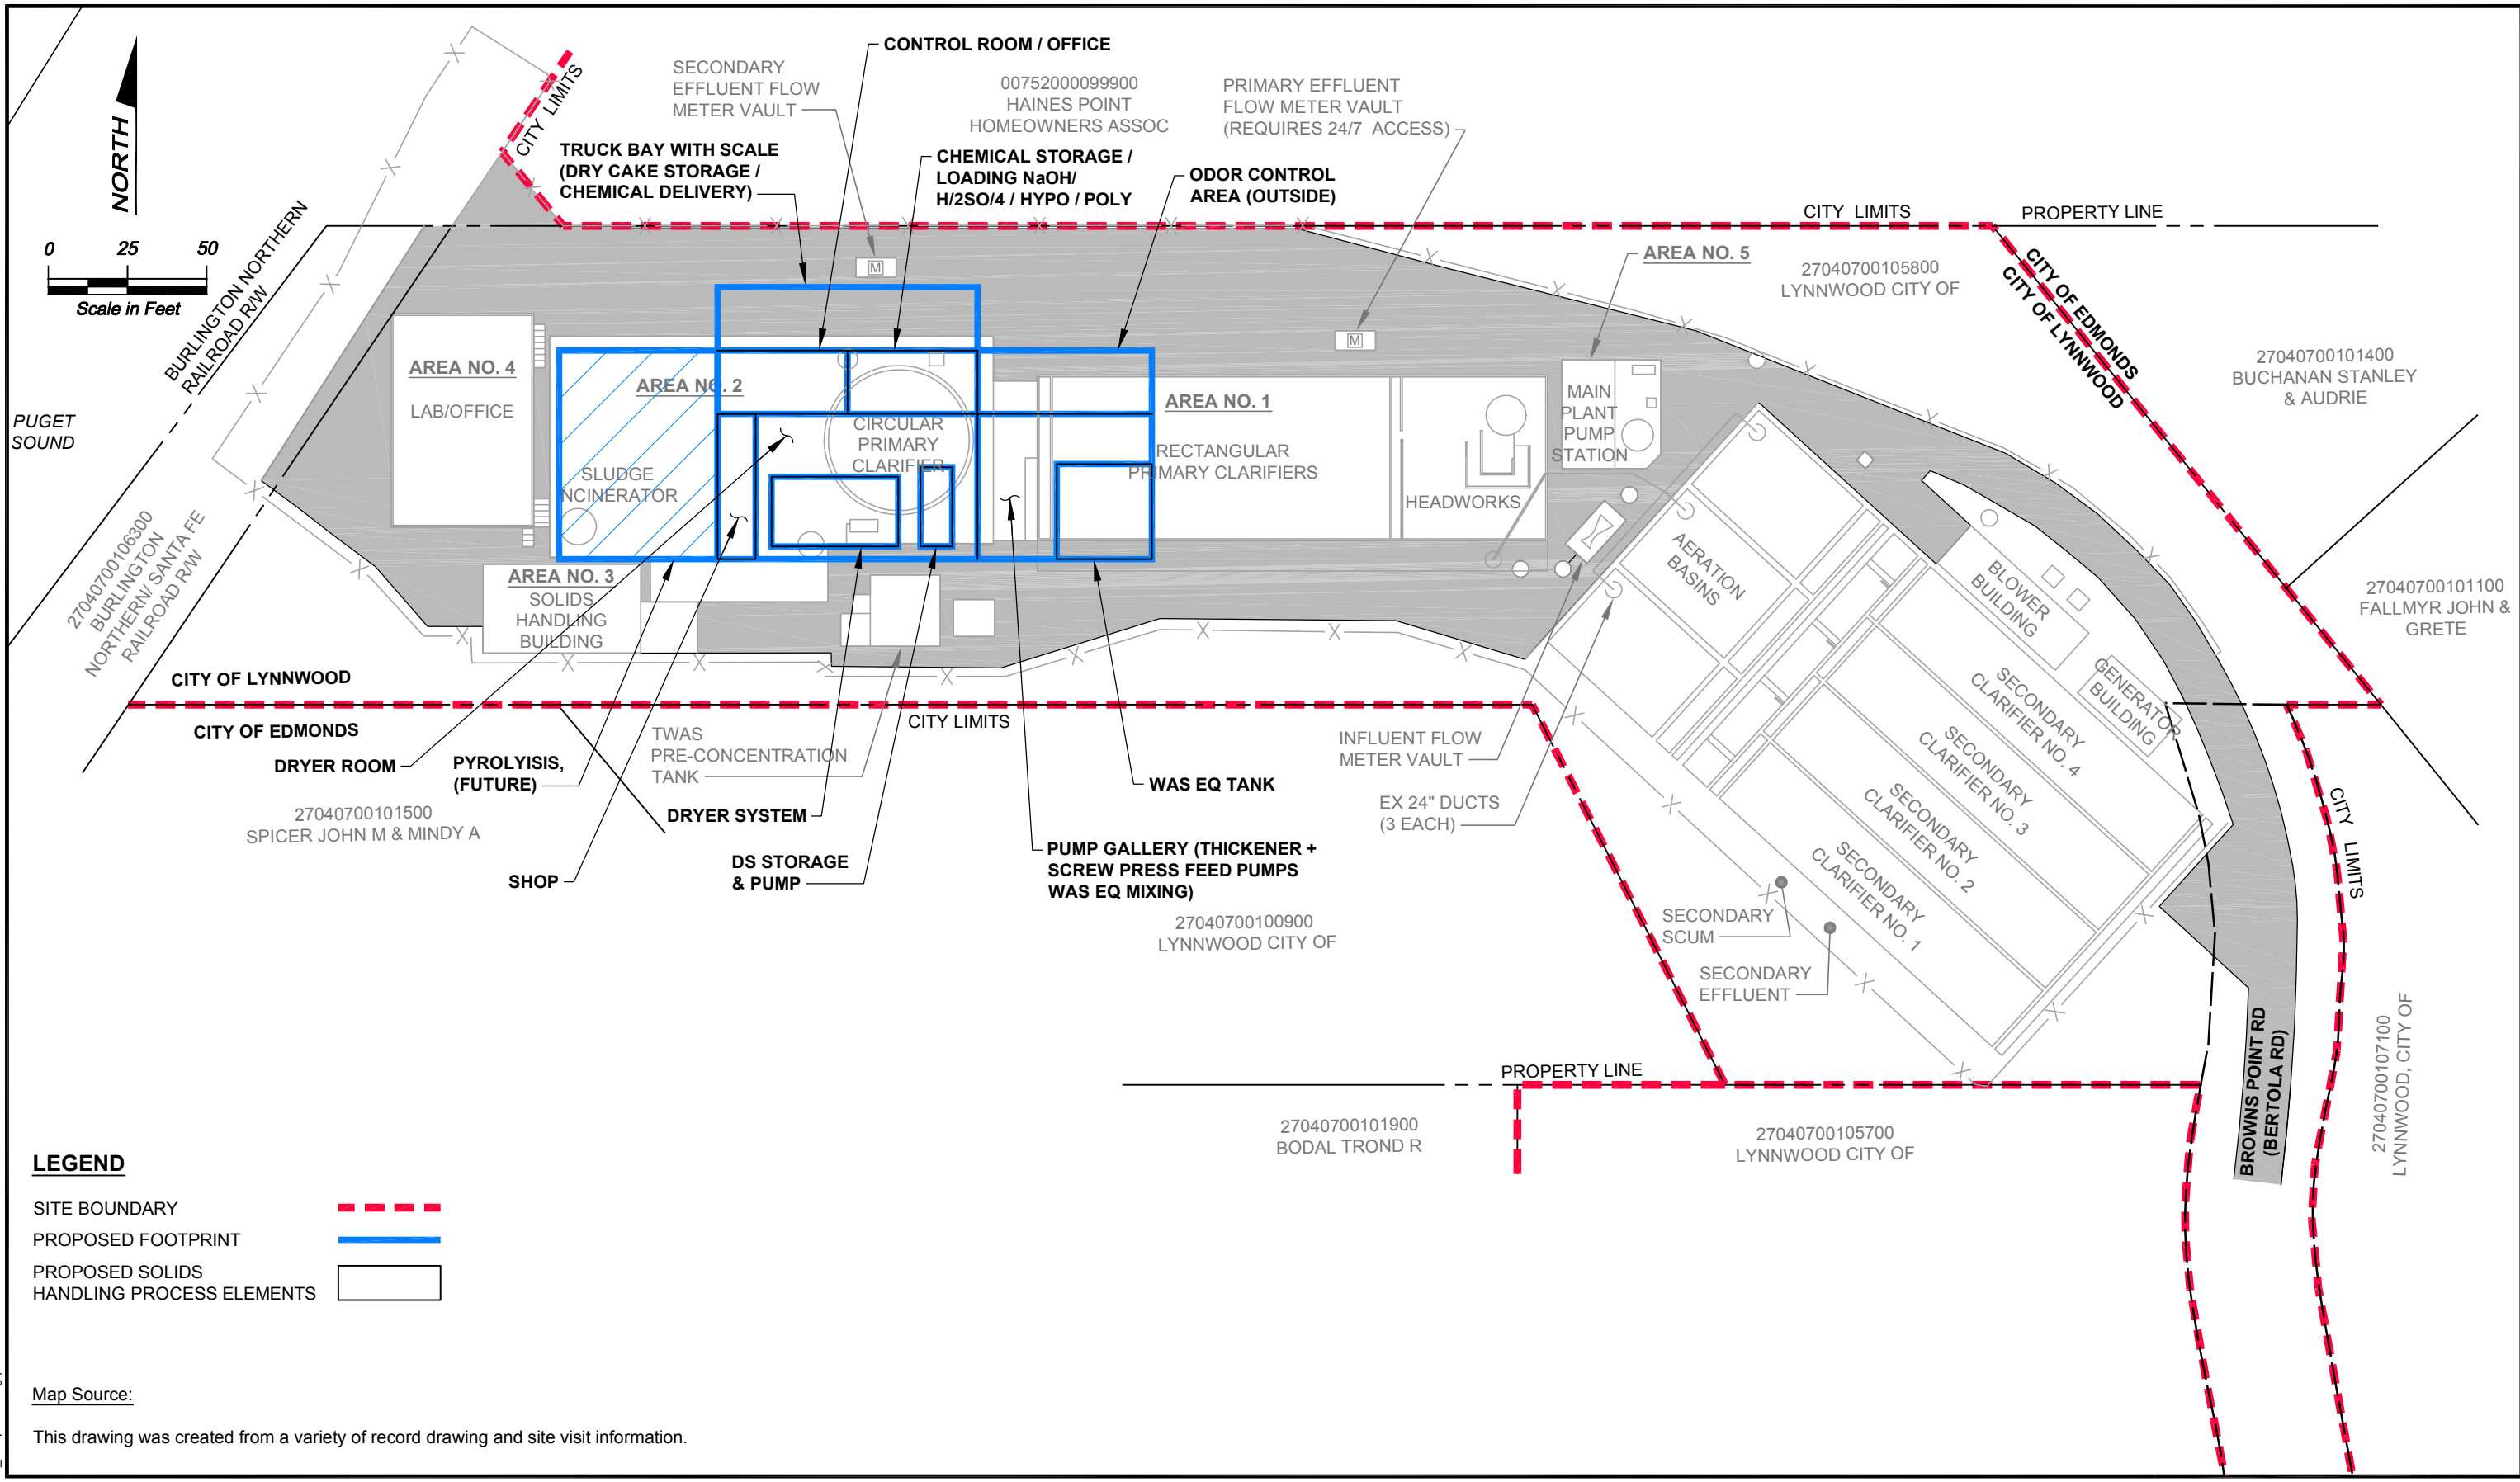 NORTH
0 25 50
Scale in Feet
PUGET
SOUND
BURLINGTON NORTHERN
RAILROAD R/W
27040700106300
BURLINGTON
NORTHERN/ SANTA FE
RAILROAD R/W
CITY LIMITS
SECONDARY
EFFLUENT FLOW
METER VAULT
CONTROL ROOM / OFFICE
00752000099900
HAINES POINT
HOMEOWNERS ASSOC
PRIMARY EFFLUENT
FLOW METER VAULT
(REQUIRES 24/7 ACCESS)
TRUCK BAY WITH SCALE
(DRY CAKE STORAGE /
CHEMICAL DELIVERY)
CHEMICAL STORAGE /
LOADING NaOH/
H/2SO/4 / HYPO / POLY
ODOR CONTROL
AREA (OUTSIDE)
CITY LIMITS
PROPERTY LINE
M
M
AREA NO. 5
27040700105800
LYNNWOOD CITY OF
CITY OF EDMONDS
CITY OF LYNNWOOD
27040700101400
BUCHANAN STANLEY
& AUDRIE
AREA NO. 4
LAB/OFFICE
AREA NO. 2
SLUDGE
INCINERATOR
CIRCULAR
PRIMARY
CLARIFIER
AREA NO. 1
RECTANGULAR
PRIMARY CLARIFIERS
HEADWORKS
MAIN
PLANT
PUMP
STATION
AERATION
BASINS
BLOWER
BUILDING
GENERATOR
BUILDING
SECONDARY
CLARIFIER NO. 4
SECONDARY
CLARIFIER NO. 3
SECONDARY
CLARIFIER NO. 2
SECONDARY
CLARIFIER NO. 1
27040700101100
FALLMYR JOHN &
GRETE
AREA NO. 3
SOLIDS
HANDLING
BUILDING
CITY OF LYNNWOOD
CITY OF EDMONDS
CITY LIMITS
DRYER ROOM
PYROLYISIS,
(FUTURE)
TWAS
PRE-CONCENTRATION
TANK
27040700101500
SPICER JOHN M & MINDY A
DRYER SYSTEM
SHOP
DS STORAGE
& PUMP
WAS EQ TANK
PUMP GALLERY (THICKENER +
SCREW PRESS FEED PUMPS
WAS EQ MIXING)
INFLUENT FLOW
METER VAULT
EX 24" DUCTS
(3 EACH)
27040700100900
LYNNWOOD CITY OF
SECONDARY
SCUM
SECONDARY
EFFLUENT
CITY LIMITS
PROPERTY LINE
27040700101900
BODAL TROND R
27040700105700
LYNNWOOD CITY OF
BROWNS POINT RD
(BERTOLA RD)
27040700107100
LYNNWOOD, CITY OF
LEGEND
SITE BOUNDARY
PROPOSED FOOTPRINT
PROPOSED SOLIDS
HANDLING PROCESS ELEMENTS
Map Source:
This drawing was created from a variety of record drawing and site visit information.